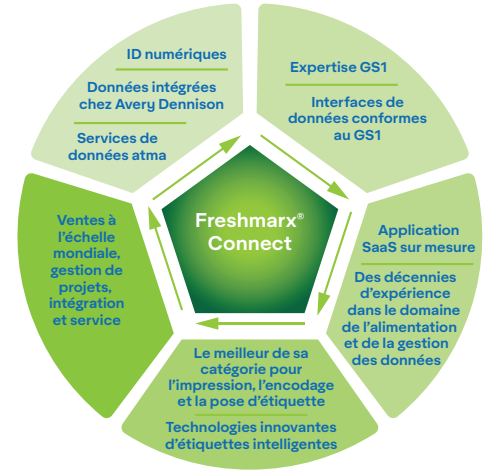 ID numériques
Données intégrées
chez Avery Dennison
Services de
données atma
Expertise GS1
Interfaces de
données conformes
au GS1
Application
SaaS sur mesure
Des décennies
d'expérience
dans le domaine
de l'alimentation
et de la gestion
des données
Le meilleur de sa
catégorie pour
l'impression, l'encodage
et la pose d'étiquette
Technologies innovantes
d'étiquettes intelligentes
Ventes à
l'échelle
mondiale,
gestion de
projets,
intégration
et service
Freshmarx®
Connect